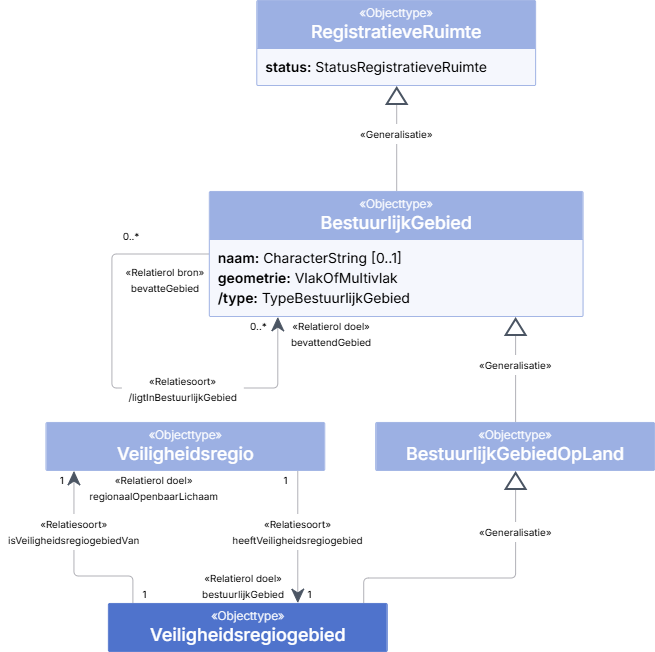 «Objecttype»
RegistratieveRuimte
status: StatusRegistratieveRuimte
«Generalisatie»
«Objecttype»
BestuurlijkGebied
naam: CharacterString [0..1]
geometrie: VlakOfMultivlak
/type: TypeBestuurlijkGebied
0..*
«Relatierol bron»
bevatteGebied
0..*
«Relatierol doel»
bevattendGebied
«Relatiesoort»
/ligtInBestuurlijkGebied
«Generalisatie»
«Objecttype»
Veiligheidsregio
«Objecttype»
BestuurlijkGebiedOpLand
1
«Relatierol doel»
regionaalOpenbaarLichaam
1
«Relatiesoort»
isVeiligheidsregiogebiedVan
«Relatiesoort»
heeftVeiligheidsregiogebied
«Generalisatie»
«Relatierol doel»
bestuurlijkGebied
1
1
«Objecttype»
Veiligheidsregiogebied